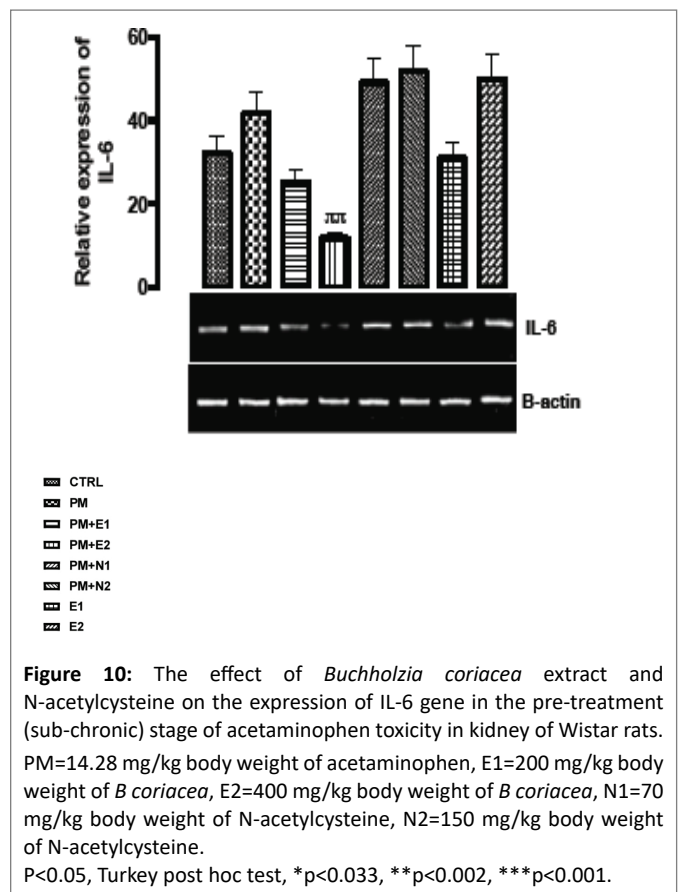 60
40
20
0
Relative expression of
IL-6
ππ
IL-6
B-actin
CTRL
PM
PM+E1
PM+E2
PM+N1
PM+N2
E1
E2
Figure 10: The effect of Buchholzia coriacea extract and
N-acetylcysteine on the expression of IL-6 gene in the pre-treatment
(sub-chronic) stage of acetaminophen toxicity in kidney of Wistar rats.
PM=14.28 mg/kg body weight of acetaminophen, E1=200 mg/kg body
weight of B coriacea, E2=400 mg/kg body weight of B coriacea, N1=70
mg/kg body weight of N-acetylcysteine, N2=150 mg/kg body weight
of N-acetylcysteine.
P<0.05, Turkey post hoc test, *p<0.033, **p<0.002, ***p<0.001.